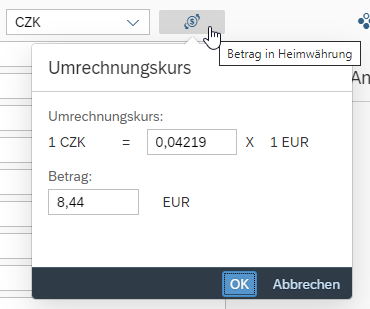 CZK
Betrag in Heimwährung
An
Umrechnungskurs
Umrechnungskurs:
1 CZK = 0,04219 X 1 EUR
Betrag:
8,44 EUR
OK Abbrechen